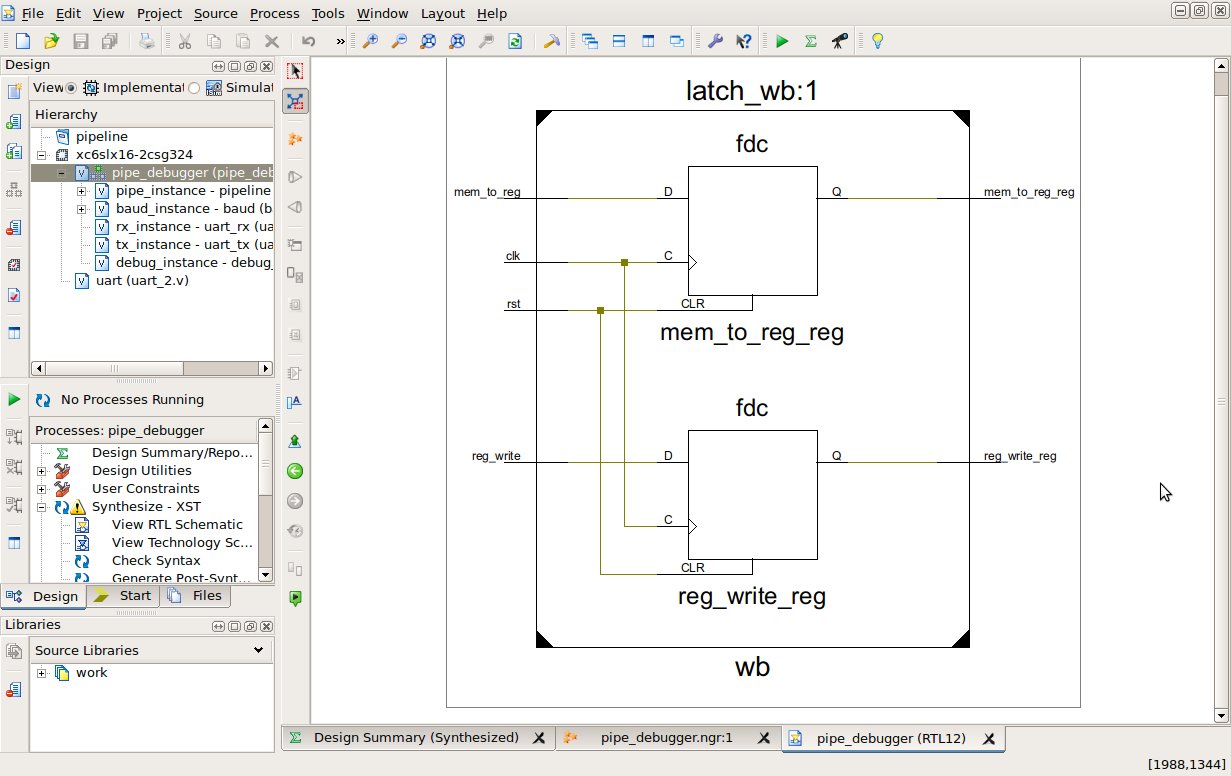 File Edit View Project Source Process Tools Window Layout Help
»
Design
View Implementat Simulat
Hierarchy
pipeline
xc6slx16-2csg324
pipe_debugger (pipe_deb
pipe_instance - pipeline
baud_instance - baud (b
rx_instance - uart_rx (ua
tx_instance - uart_tx (ua
debug_instance - debug_
uart (uart_2.v)
No Processes Running
Processes: pipe_debugger
Design Summary/Repo...
Design Utilities
User Constraints
Synthesize - XST
View RTL Schematic
View Technology Sc...
Check Syntax
Generate Post-Synt...
Design Start Files
Libraries
Source Libraries
work
latch_wb:1
fdc
mem_to_reg D Q mem_to_reg_reg
clk C
rst CLR
mem_to_reg_reg
fdc
reg_write D Q reg_write_reg
C
CLR
reg_write_reg
wb
Design Summary (Synthesized) pipe_debugger.ngr:1 pipe_debugger (RTL12)
[1988,1344]